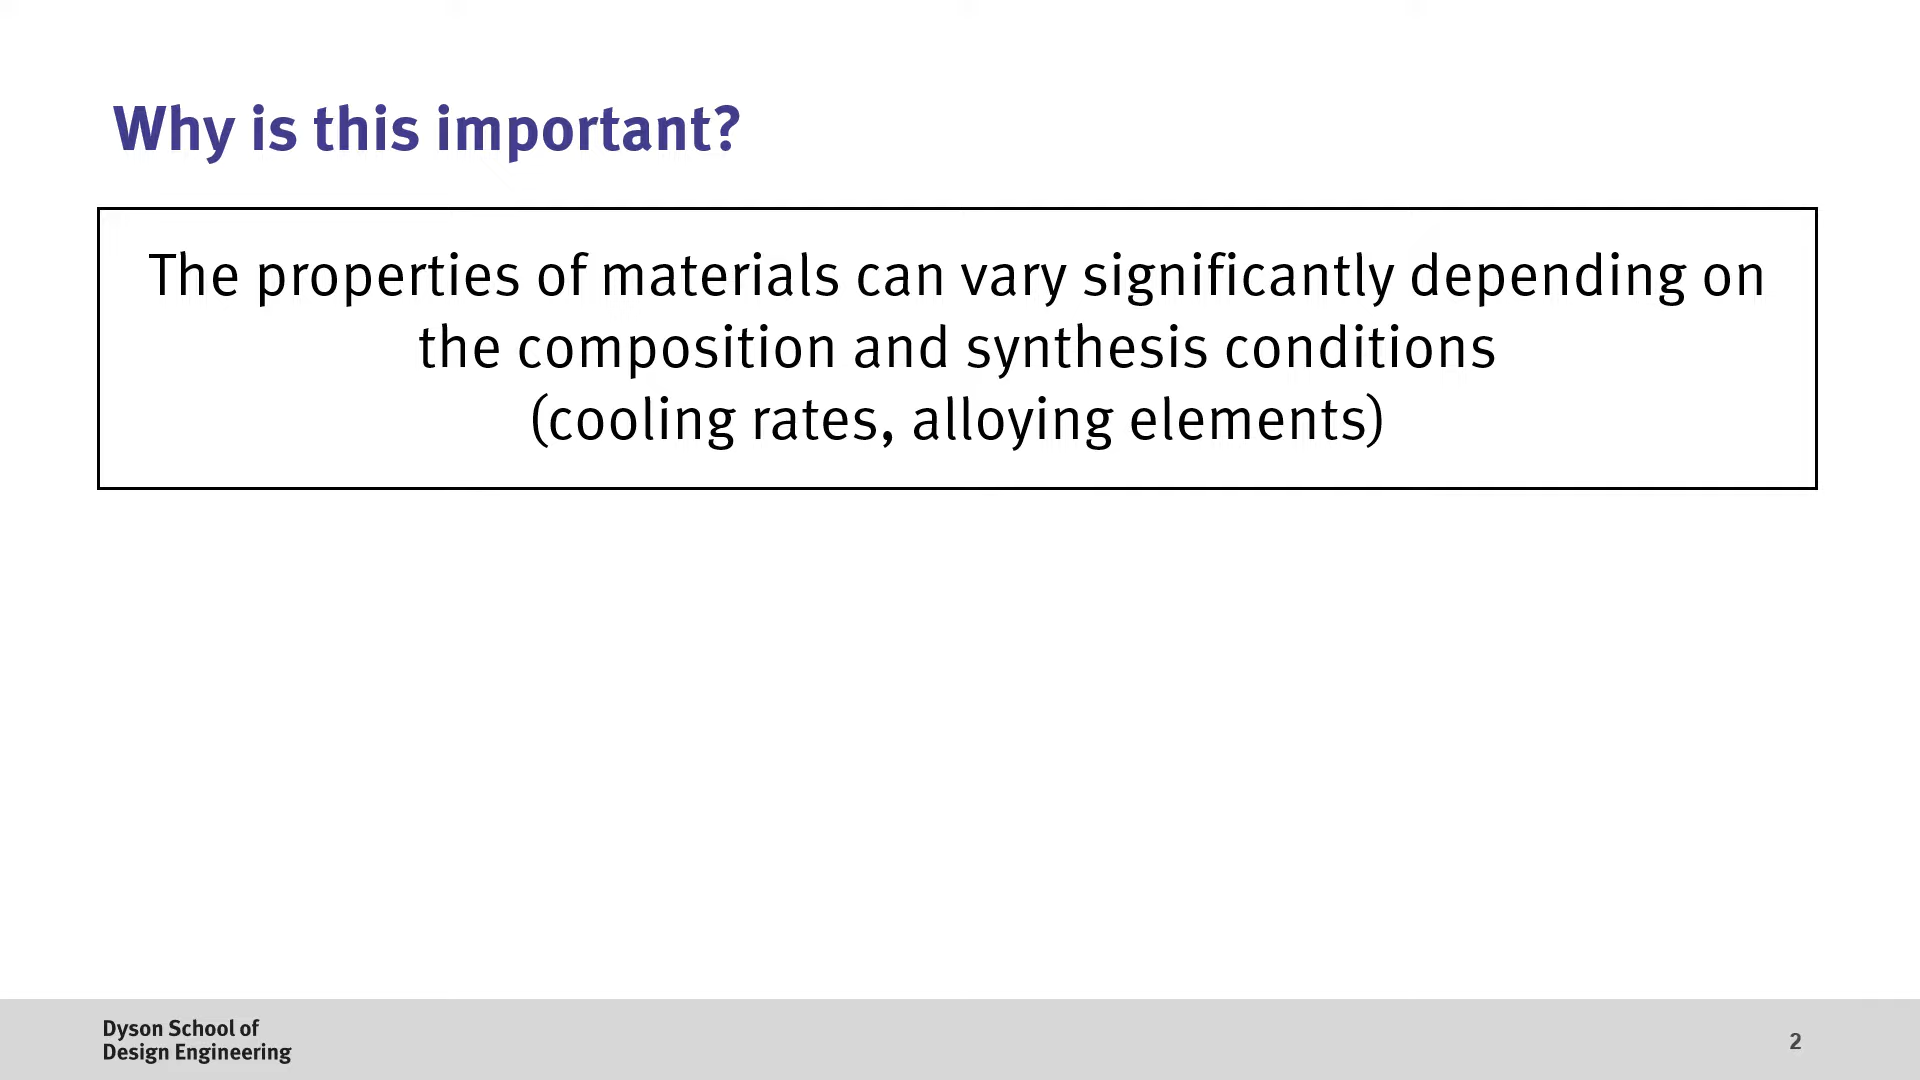 Why is this important?
The properties of materials can vary significantly depending on
the composition and synthesis conditions
(cooling rates, alloying elements)
Dyson School of
Design Engineering
2